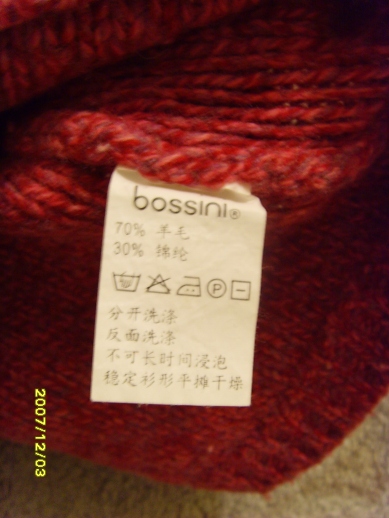 bossini®
70% 羊毛
30% 锦纶
P
分开洗涤
反面洗涤
不可长时间浸泡
稳定衫形平摊干燥
2007/12/03